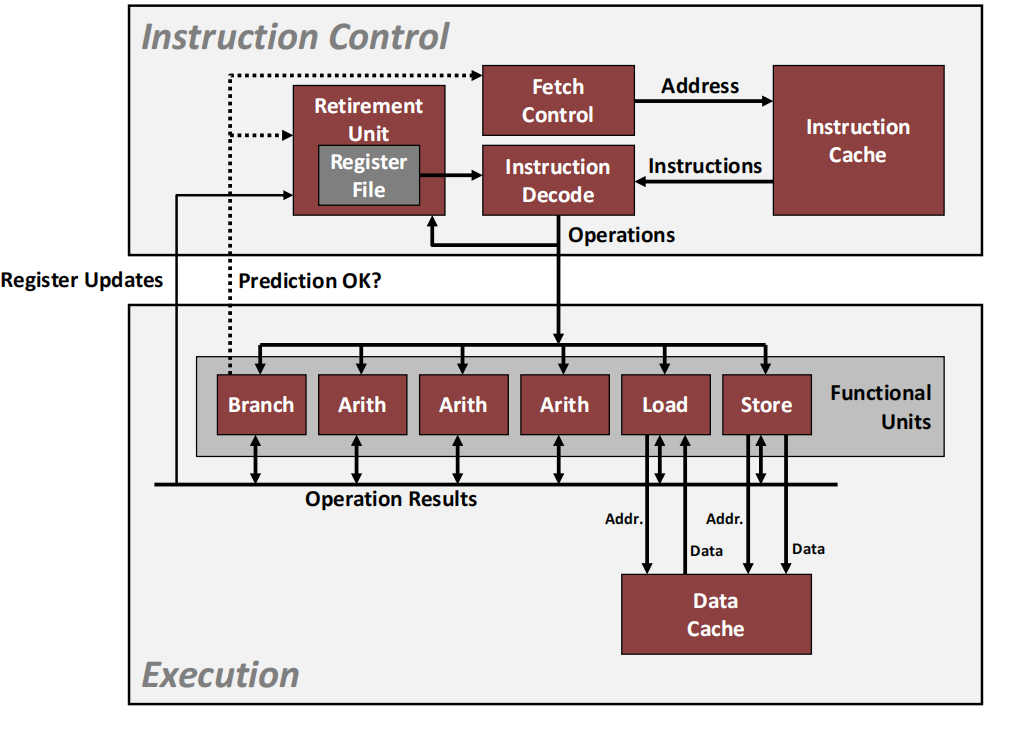 Instruction Control
Retirement
Unit
Register
File
Fetch
Control
Address
Instruction
Cache
Instruction
Decode
Instructions
Operations
Register Updates
Prediction OK?
Branch
Arith
Arith
Arith
Load
Store
Functional
Units
Operation Results
Addr.
Addr.
Data
Data
Data
Cache
Execution